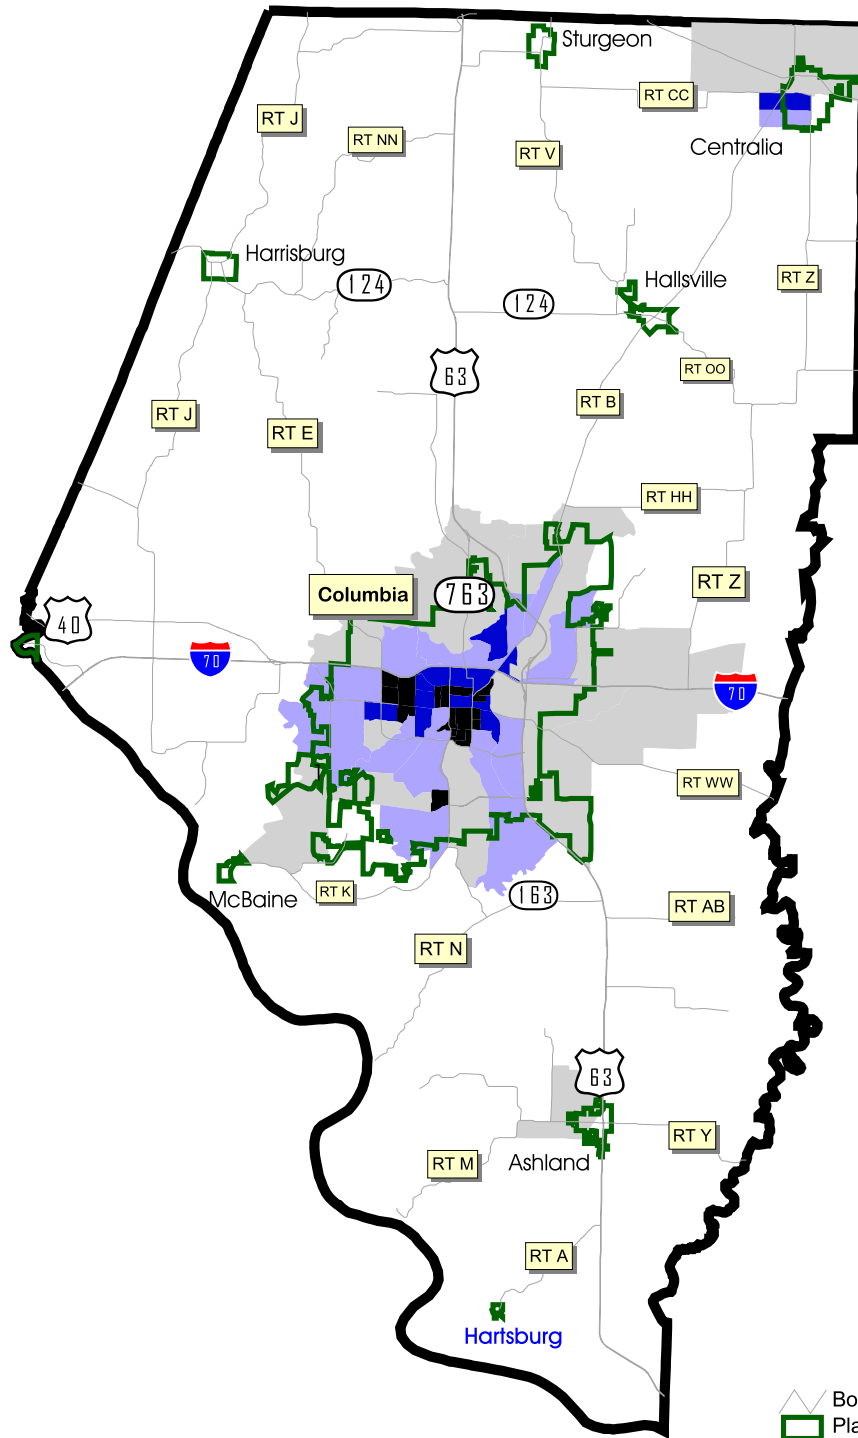 Sturgeon
RT CC
RT J
RT NN
RT V
Centralia
Harrisburg
124
Hallsville
RT Z
124
63
RT OO
RT J
RT B
RT E
RT HH
RT Z
Columbia
763
40
70
70
RT WW
RT K
163
McBaine
RT AB
RT N
63
RT Y
RT M
Ashland
RT A
Hartsburg
Bo
Pla